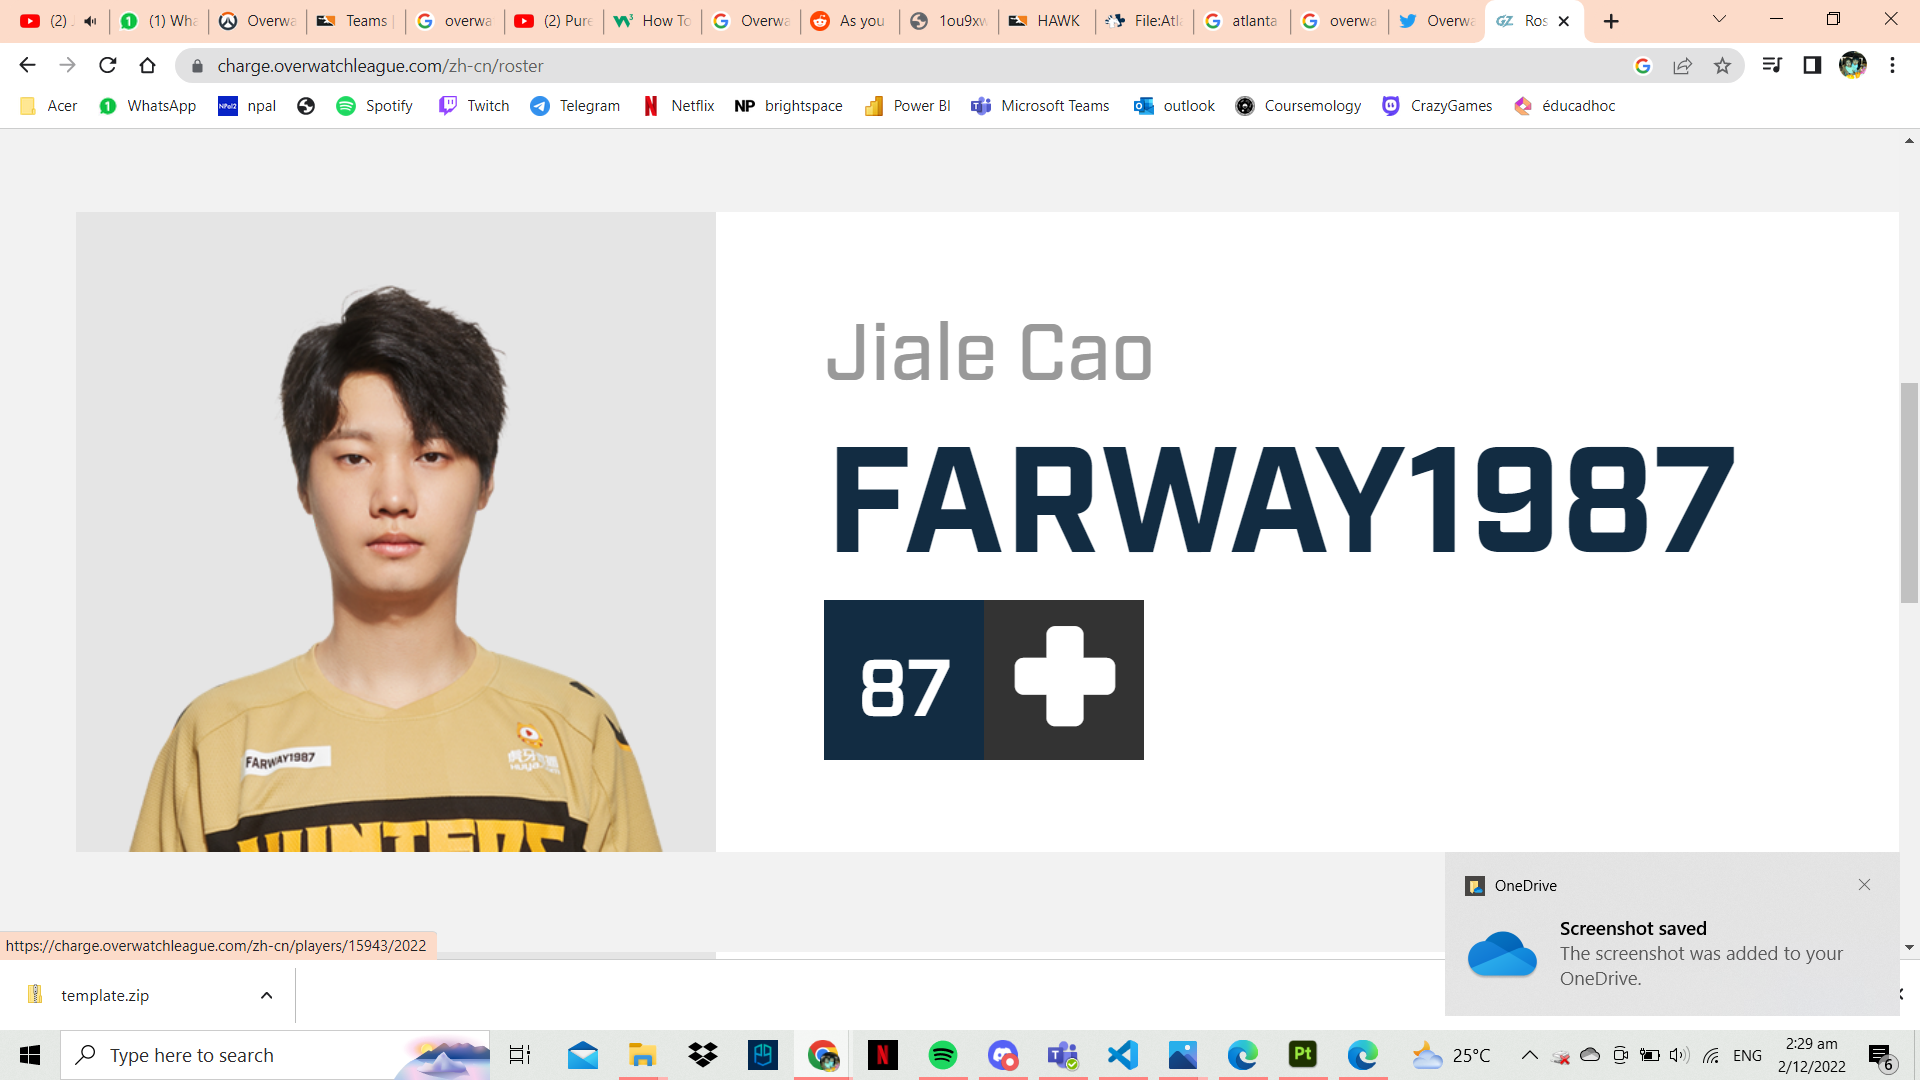 (2)
(1) Wha
Overwa
Teams
overwa
(2) Pure
How To
Overwa
As you
1ou9xw
HAWK
File:Atla
atlanta
overwa
Overwa
Ros
charge.overwatchleague.com/zh-cn/roster
Acer
WhatsApp
npal
Spotify
Twitch
Telegram
Netflix
NP brightspace
Power BI
Microsoft Teams
outlook
Coursemology
CrazyGames
éducadhoc
Jiale Cao
FARWAY1987
87
FARWAY1987
HUNTERS
OneDrive
Screenshot saved
The screenshot was added to your
OneDrive.
https://charge.overwatchleague.com/zh-cn/players/15943/2022
template.zip
Type here to search
25°C
ENG
2:29 am
2/12/2022
6